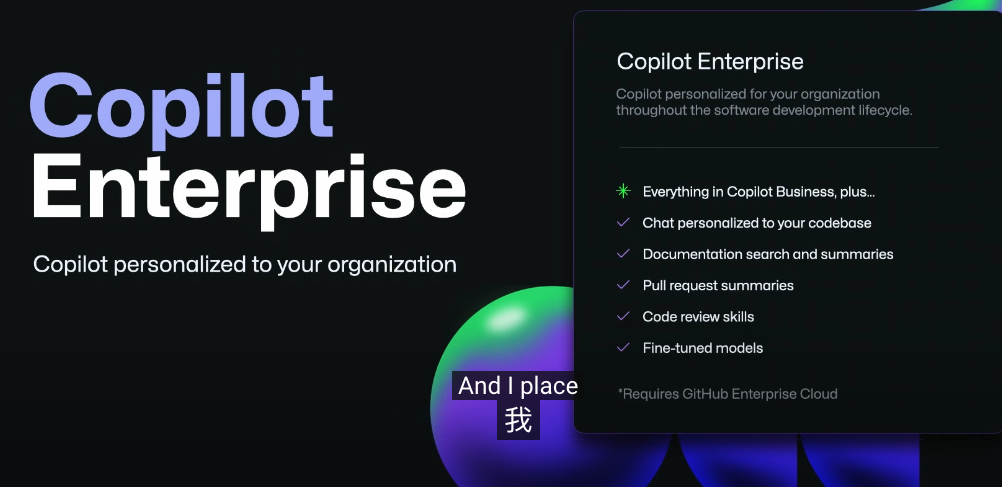 Copilot
Enterprise
Copilot personalized to your organization
Copilot Enterprise
Copilot personalized for your organization
throughout the software development lifecycle.
Everything in Copilot Business, plus...
Chat personalized to your codebase
Documentation search and summaries
Pull request summaries
Code review skills
Fine-tuned models
*Requires GitHub Enterprise Cloud
And I place
我